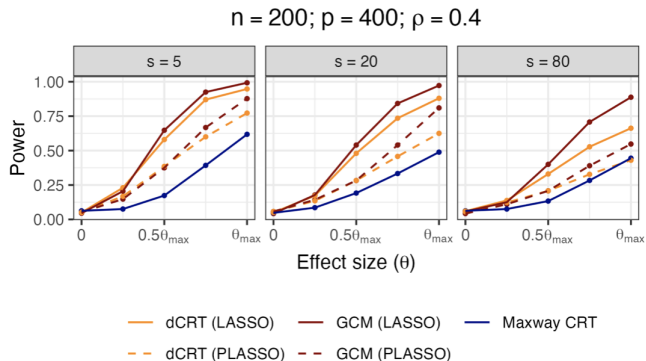 n = 200; p = 400; ρ = 0.4
s = 5
s = 20
s = 80
Power
1.00
0.75
0.50
0.25
0.00
0 0.5θmax θmax
0 0.5θmax θmax
0 0.5θmax θmax
Effect size (θ)
dCRT (LASSO) GCM (LASSO) Maxway CRT
dCRT (PLASSO) GCM (PLASSO)